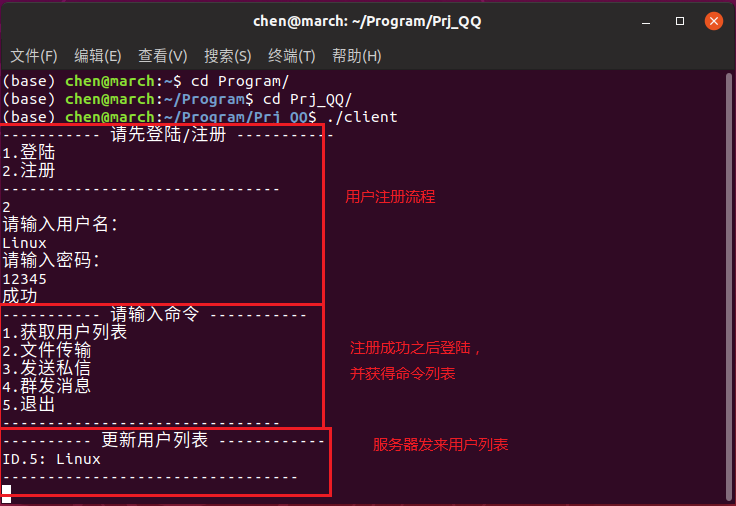 chen@march: ~/Program/Prj_QQ
文件(F) 编辑(E) 查看(V) 搜索(S) 终端(T) 帮助(H)
(base) chen@march:~$ cd Program/
(base) chen@march:~/Program$ cd Prj_QQ/
(base) chen@march:~/Program/Prj_QQ$ ./client
----------- 请先登陆/注册 -----------
1.登陆
2.注册
-------------------------------
2
请输入用户名:
Linux
请输入密码:
12345
成功
用户注册流程
----------- 请输入命令 -----------
1.获取用户列表
2.文件传输
3.发送私信
4.群发消息
5.退出
-------------------------------
注册成功之后登陆，
并获得命令列表
---------- 更新用户列表 ------------
ID.5: Linux
---------------------------------
服务器发来用户列表